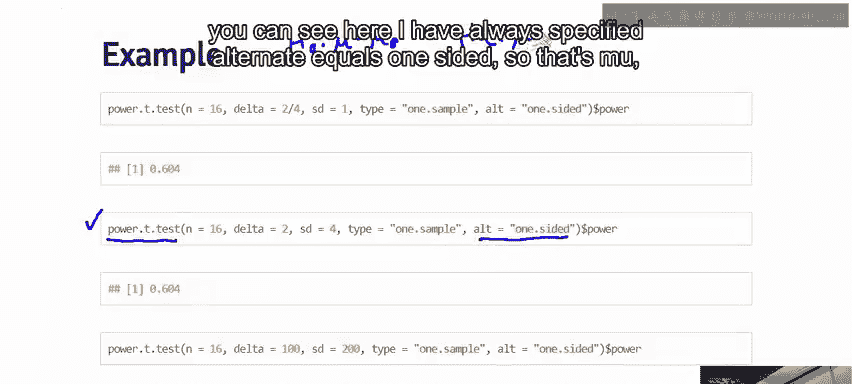 you can see here I have always specified
Example alternate equals one sided, so that's mu,
power.t.test(n = 16, delta = 2/4, sd = 1, type = "one.sample", alt = "one.sided")$power
## [1] 0.604
power.t.test(n = 16, delta = 2, sd = 4, type = "one.sample", alt = "one.sided")$power
## [1] 0.604
power.t.test(n = 16, delta = 100, sd = 200, type = "one.sample", alt = "one.sided")$power